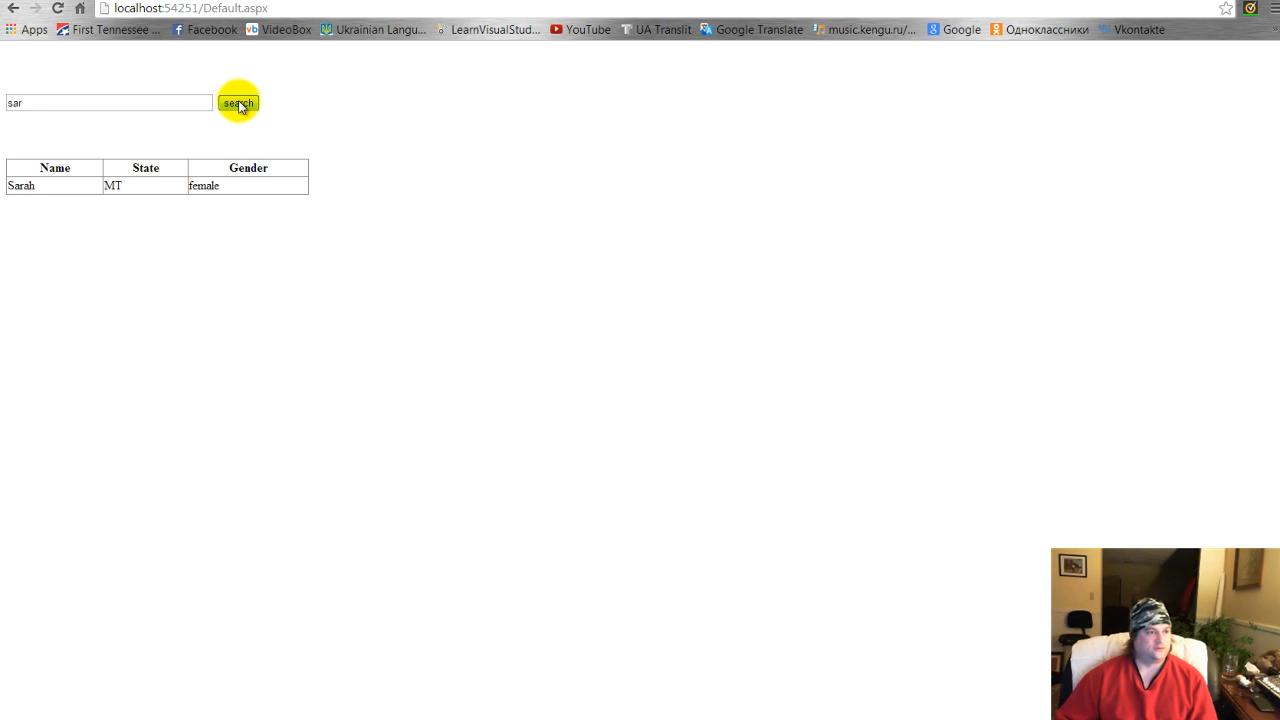 localhost:54251/Default.aspx
Apps First Tennessee ... Facebook vb VideoBox Ukrainian Langu... LearnVisualStud... YouTube UA Translit Google Translate music.kengu.ru/... Google Одноклассники Vkontakte
sar search
Name State Gender
Sarah MT female